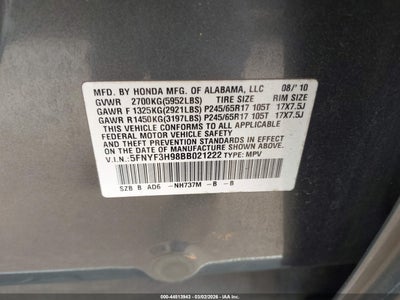 MFD. BY HONDA MFG. OF ALABAMA, LLC 08/'10
GVWR 2700KG(5952LBS) TIRE SIZE RIM SIZE
GAWR F 1325KG(2921LBS) P245/65R17 105T 17X7.5J
GAWR R 1450KG(3197LBS) P245/65R17 105T 17X7.5J
THIS VEHICLE CONFORMS TO ALL APPLICABLE
FEDERAL MOTOR VEHICLE SAFETY AND THEFT
PREVENTION STANDARDS IN EFFECT ON THE DATE
OF MANUFACTURE SHOWN ABOVE.
V.I.N.: 5FNYF3H98BB021222 TYPE: MPV
SZB B AD6 -NH737M - B - B
© 44913943 - 03/02/2026 - IAA, Inc.